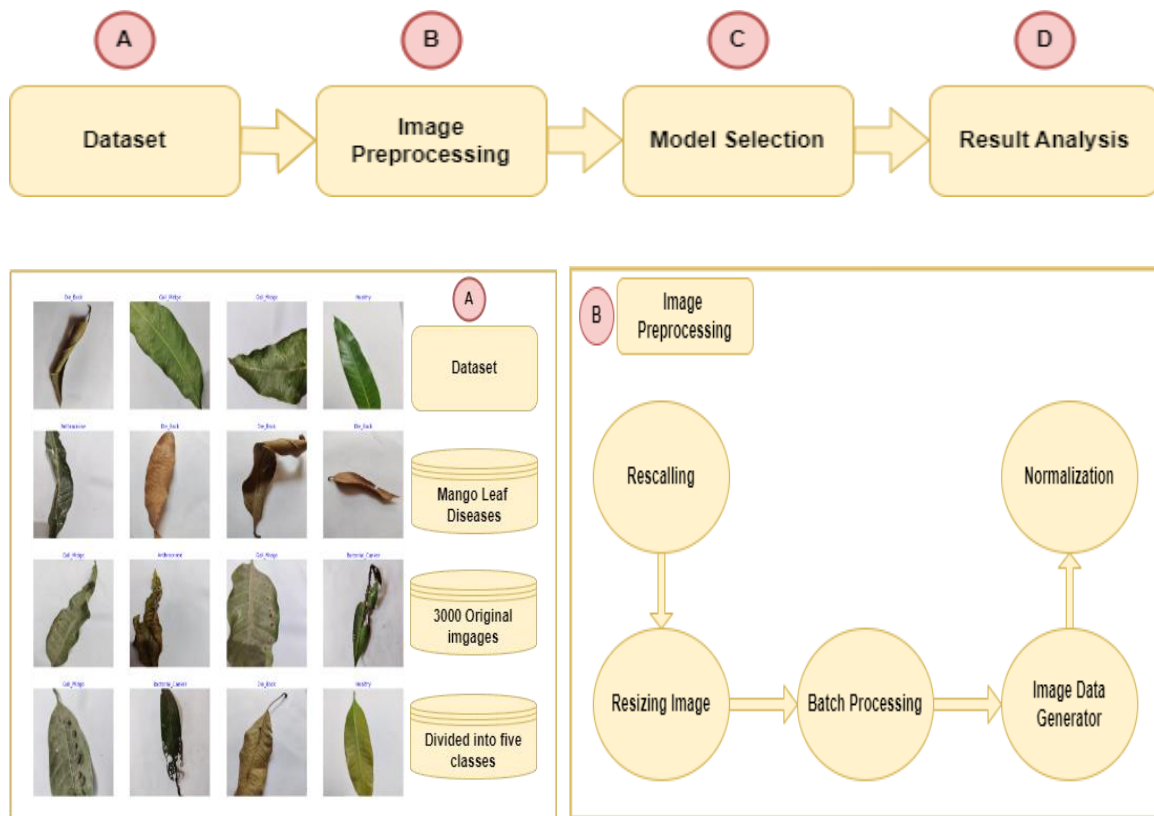 A
B
C
D
Dataset
Image
Preprocessing
Model Selection
Result Analysis
Die_Back
Gall_Midge
Gall_Midge
Healthy
A
Dataset
Anthracnose
Die_Back
Die_Back
Die_Back
Mango Leaf
Diseases
Gall_Midge
Anthracnose
Gall_Midge
Bacterial_Canker
3000 Original
imgages
Gall_Midge
Bacterial_Canker
Die_Back
Healthy
Divided into five
classes
B
Image
Preprocessing
Rescalling
Normalization
Resizing Image
Batch Processing
Image Data
Generator